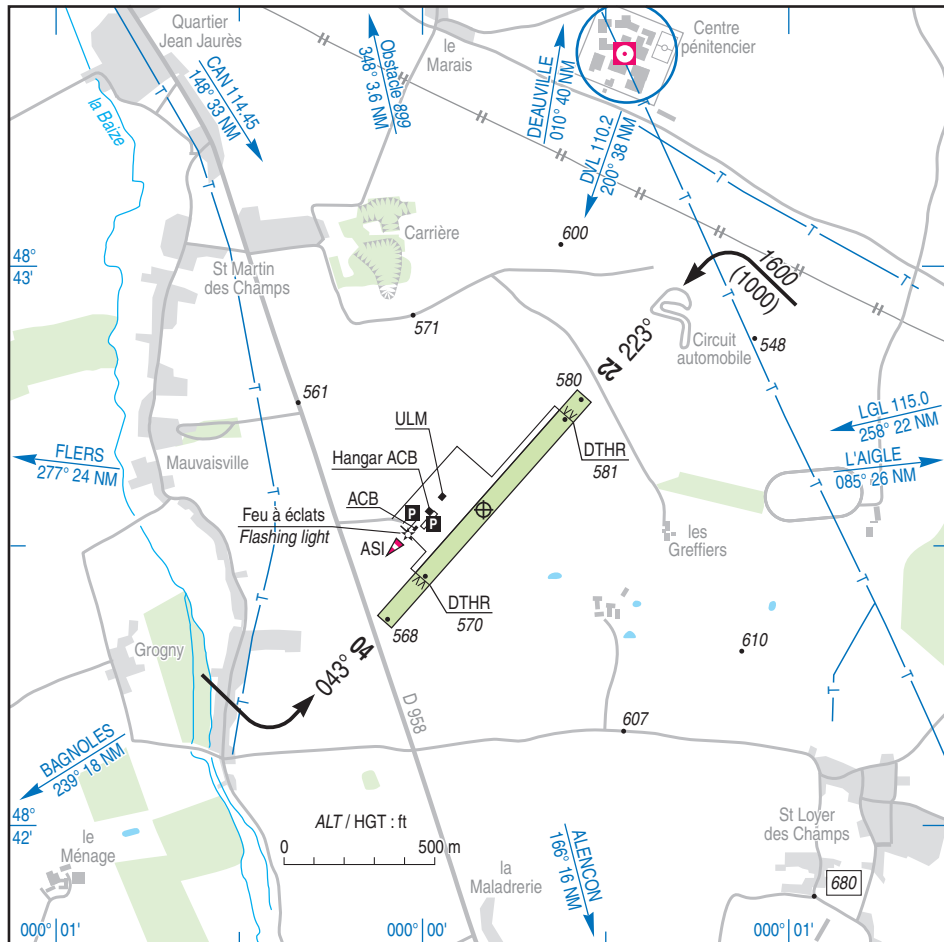 Quartier
Jean Jaurès
le
Marais
Centre
pénitencier
la Baize
CAN 114.45
148° 33 NM
Obstacle 899
348° 3.6 NM
DEAUVILLE
010° 40 NM
DVL 110.2
200° 38 NM
T
T
T
T
T
T
T
T
T
T
T
T
T
48°
43'
St Martin
des Champs
Carrière
600
1600
(1000)
571
Circuit
automobile
548
22 223°
561
580
ULM
Hangar ACB
ACB
P
P
Feu à éclats
Flashing light
ASI
DTHR
581
LGL 115.0
258° 22 NM
L'AIGLE
085° 26 NM
FLERS
277° 24 NM
Mauvaisville
les
Greffiers
DTHR
570
568
043° 04
Grogny
610
D 958
607
BAGNOLES
239° 18 NM
48°
42'
ALT / HGT : ft
0
500 m
le
Ménage
la
Maladrerie
ALENCON
166° 16 NM
St Loyer
des Champs
680
000° 01'
000° 00'
000° 01'